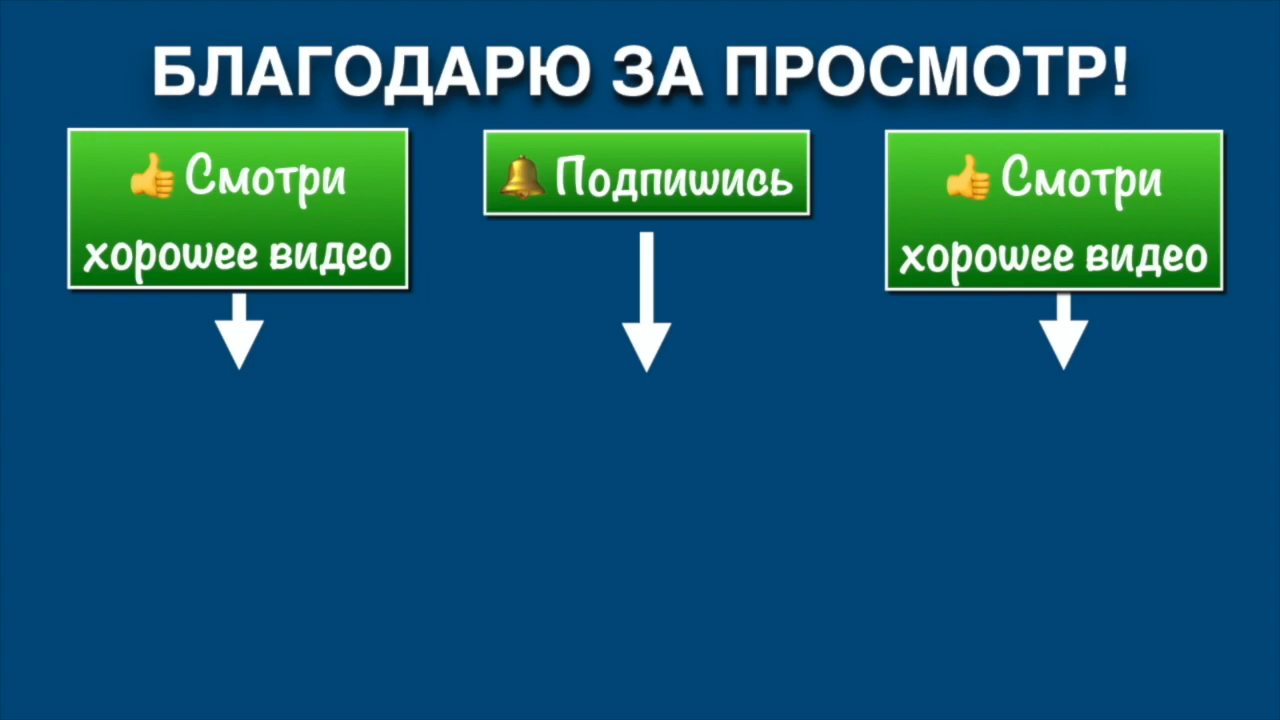 БЛАГОДАРЮ ЗА ПРОСМОТР!
👍 Смотри
хорошее видео
🔔 Подпишись
👍 Смотри
хорошее видео